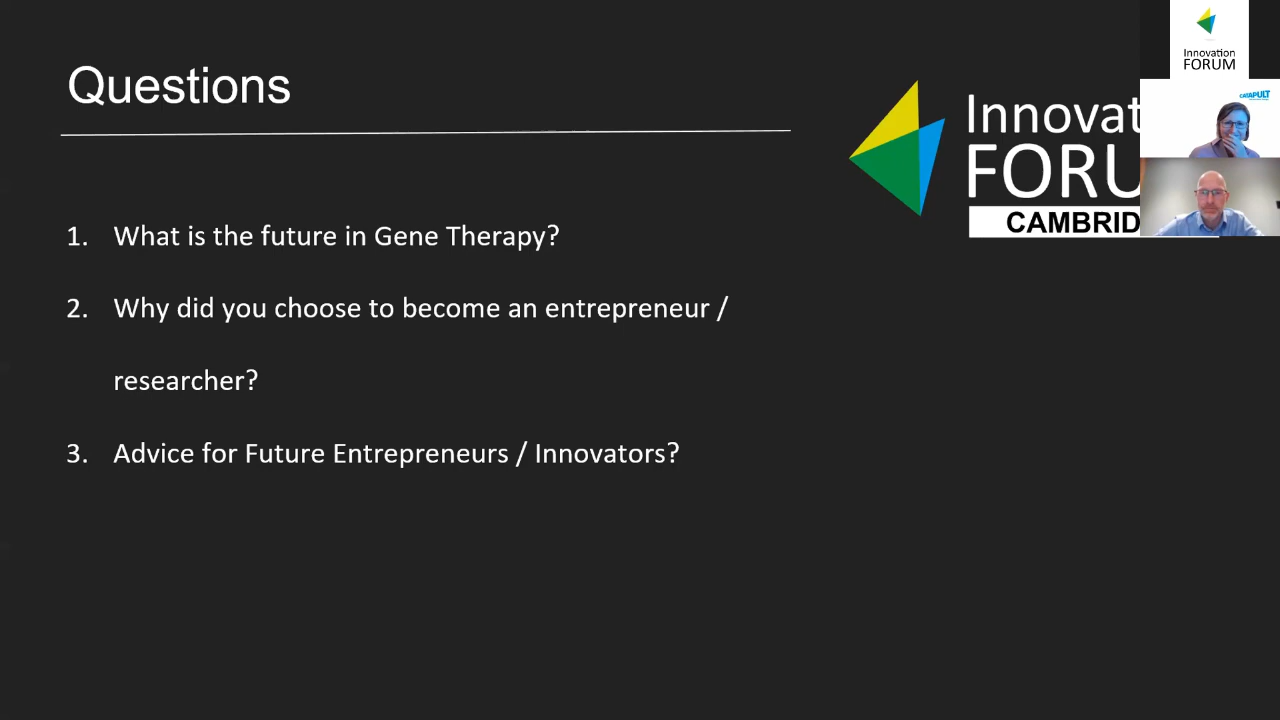 Questions
Innovat
FORU
CAMBRID
Innovation
FORUM
CATAPULT
1. What is the future in Gene Therapy?
2. Why did you choose to become an entrepreneur /
researcher?
3. Advice for Future Entrepreneurs / Innovators?